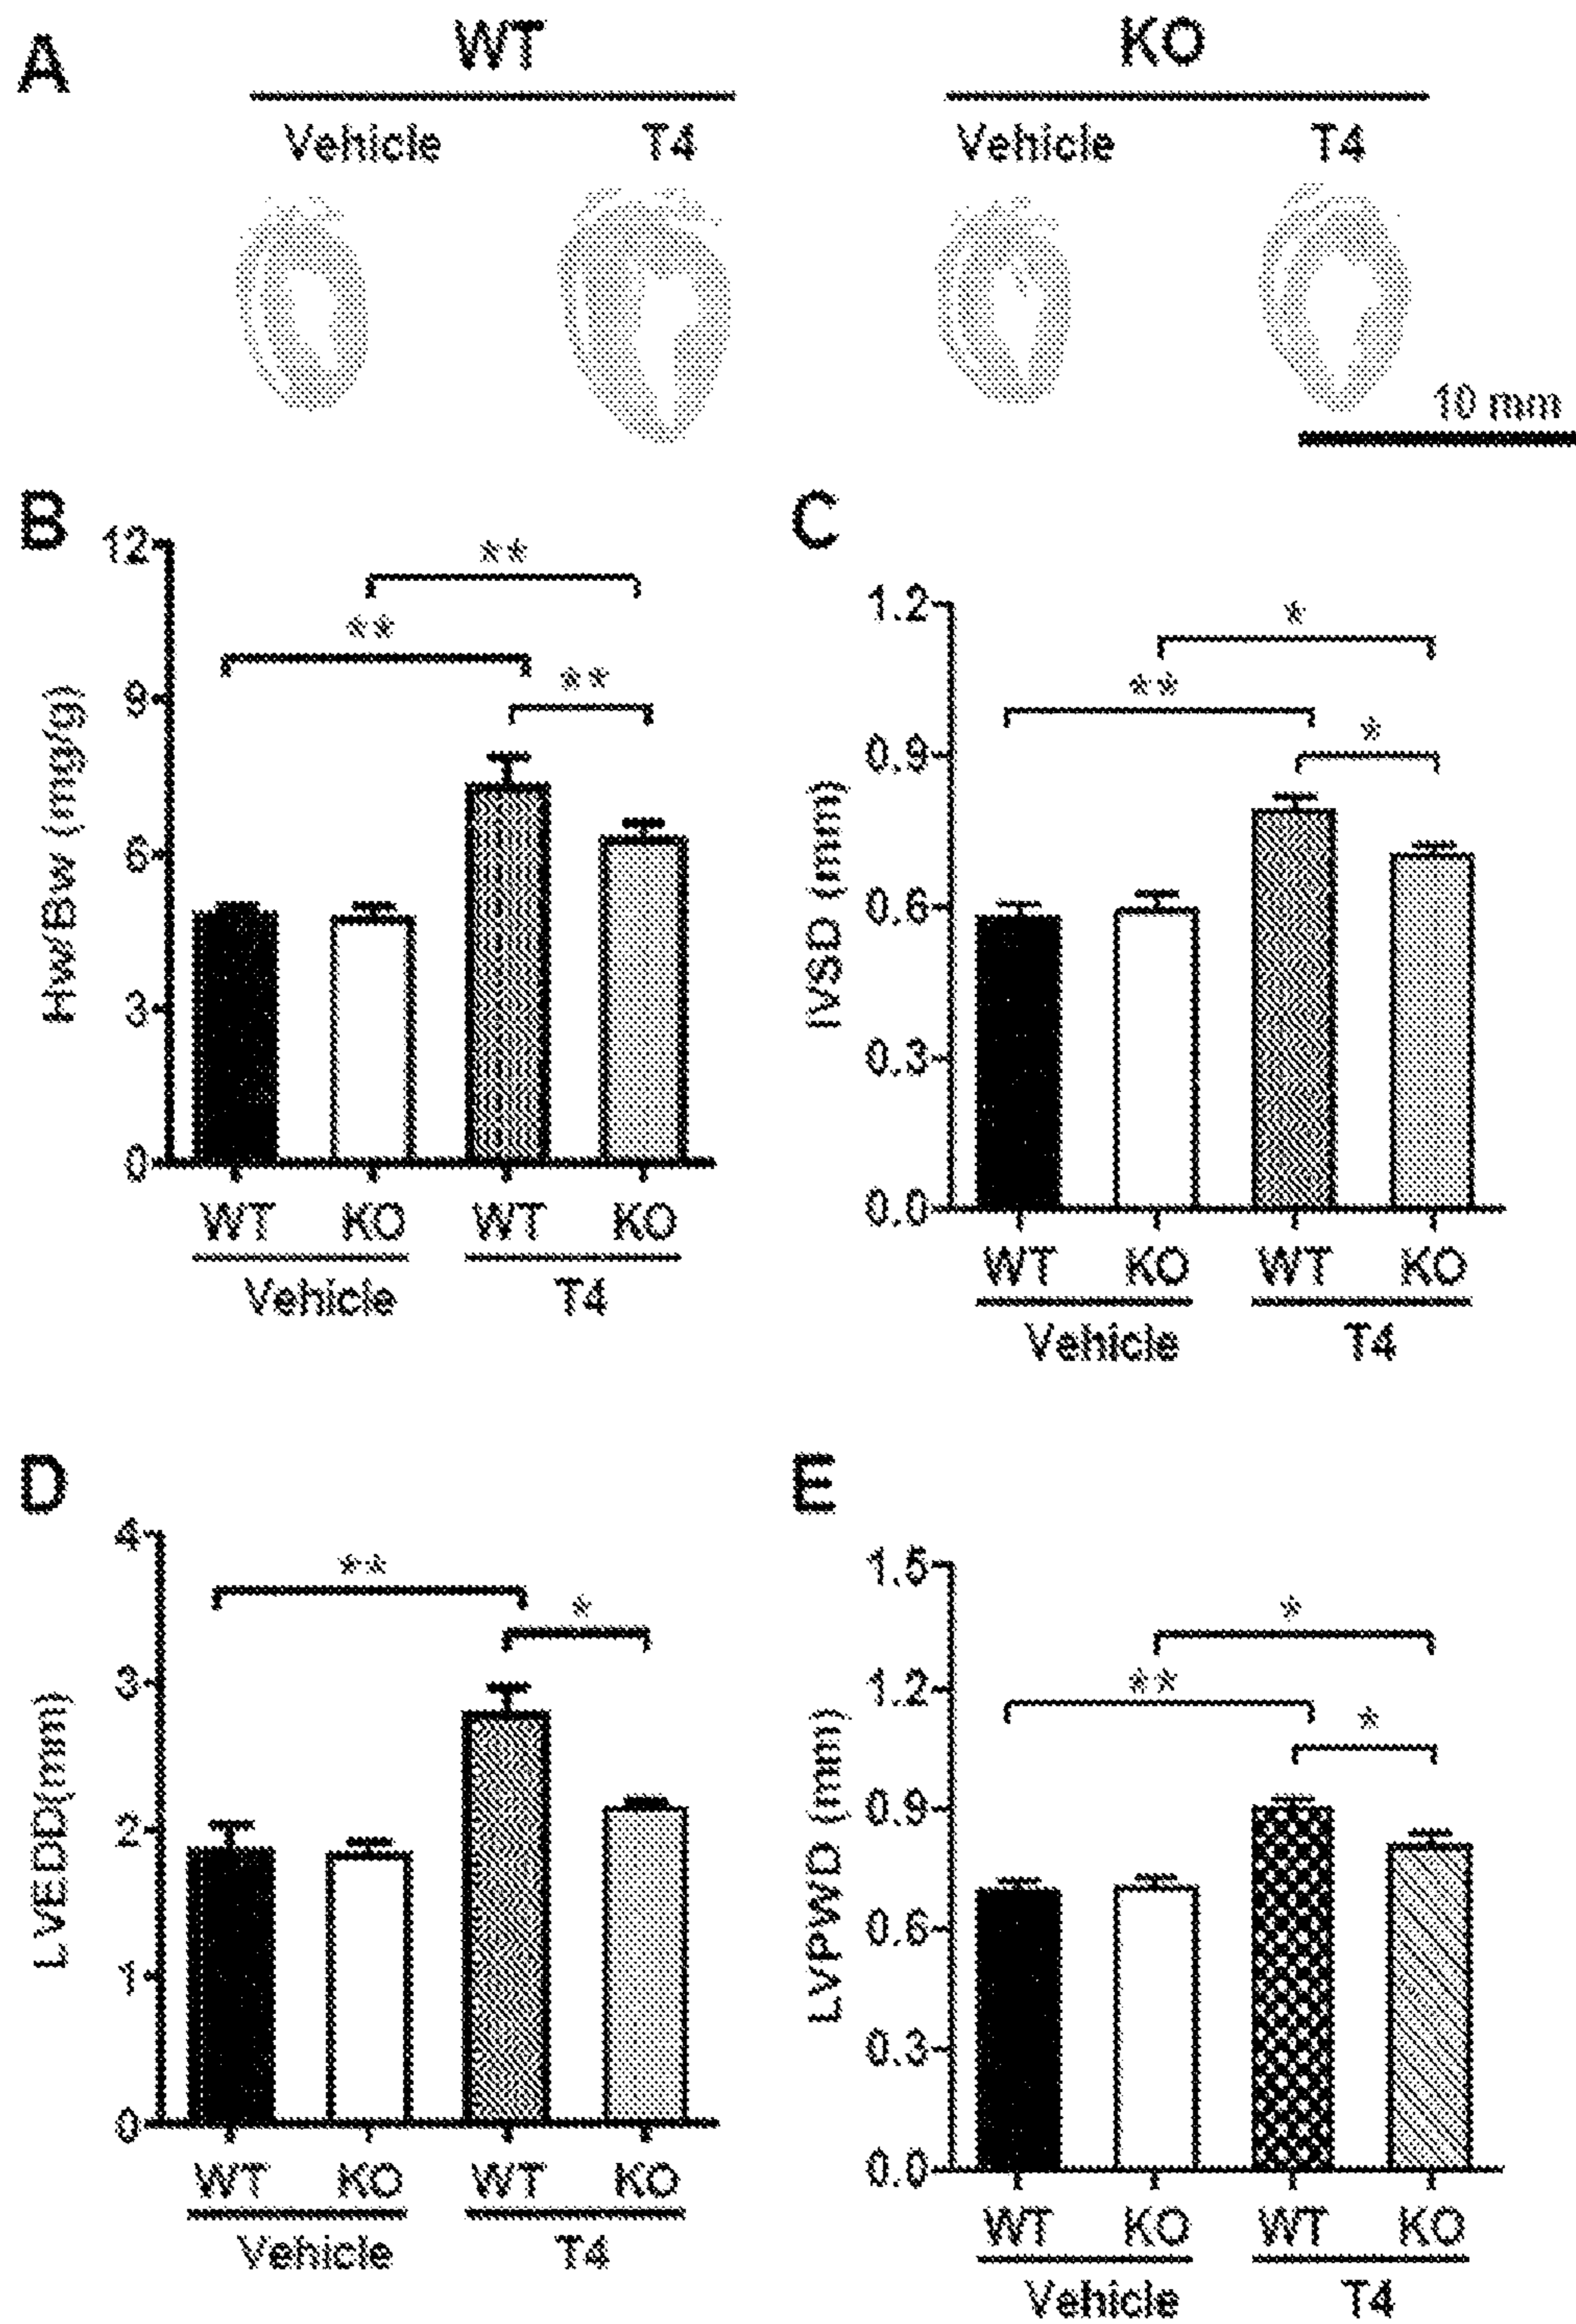 A
WT
KO
Vehicle
T4
Vehicle
T4
10 mm
B
12
9
6
3
0
Hw/Bw (mg/g)
**
**
**
WT
KO
WT
KO
Vehicle
T4
C
1.2
0.9
0.6
0.3
0.0
IVSD (mm)
*
**
*
WT
KO
WT
KO
Vehicle
T4
D
4
3
2
1
0
LVEDD(mm)
**
*
WT
KO
WT
KO
Vehicle
T4
E
1.5
1.2
0.9
0.6
0.3
0.0
LVPWD (mm)
*
**
*
WT
KO
WT
KO
Vehicle
T4